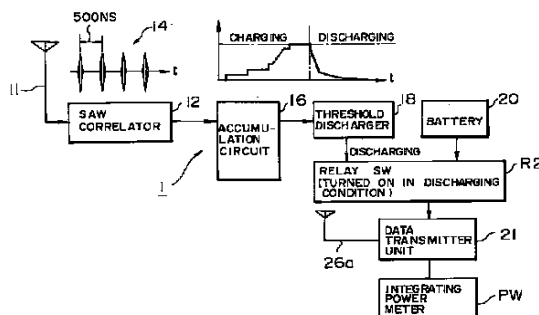 500NS
14
CHARGING
DISCHARGING
t
t
11
12
16
18
20
SAW CORRELATOR
ACCUMU-
LATION
CIRCUIT
THRESHOLD
DISCHARGER
BATTERY
1
DISCHARGING
R2
RELAY SW
(TURNED ON IN DISCHARGING
CONDITION)
26a
DATA
TRANSMITTER
UNIT
21
INTEGRATING
POWER
METER
PW